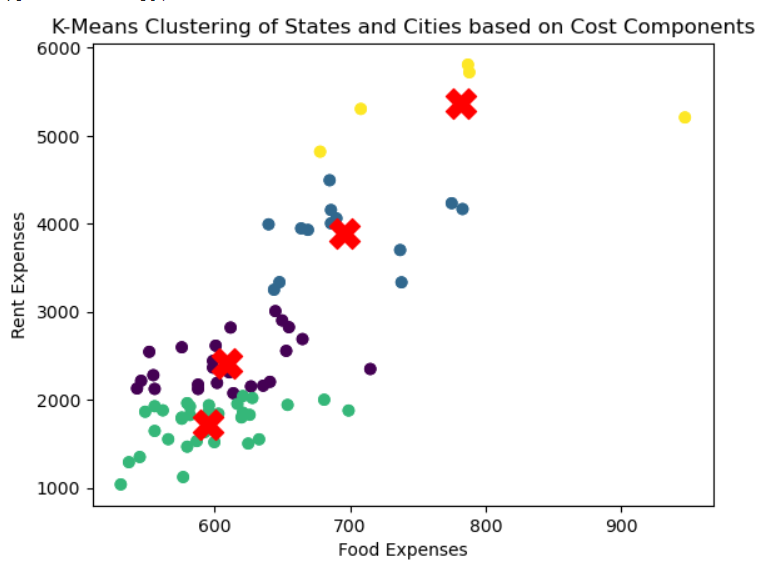 K-Means Clustering of States and Cities based on Cost Components
6000
5000
4000
3000
2000
1000
Rent Expenses
600 700 800 900
Food Expenses